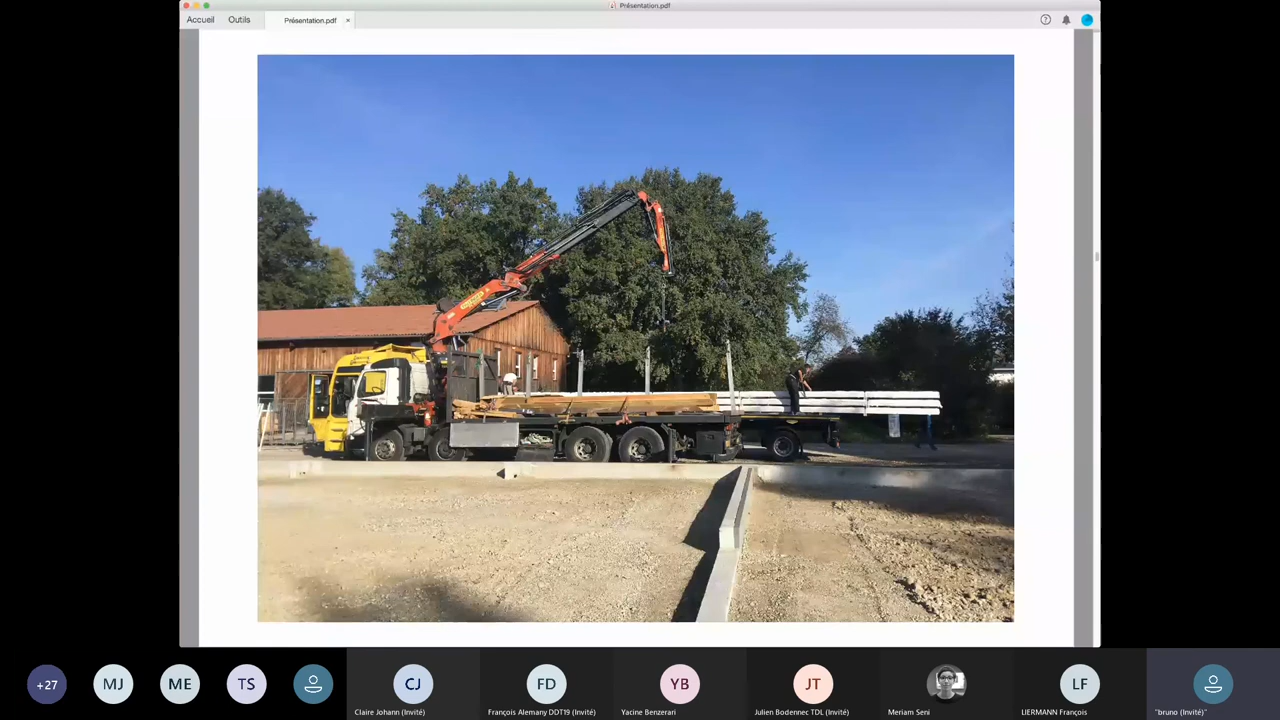 Présentation.pdf
Accueil
Outils
Présentation.pdf
+27
MJ
ME
TS
CJ
Claire Johann (Invité)
FD
François Alemany DDT19 (Invité)
YB
Yacine Benzerari
JT
Julien Bodennec TDL (Invité)
Meriam Seni
LF
LIERMANN François
"bruno (Invité)"